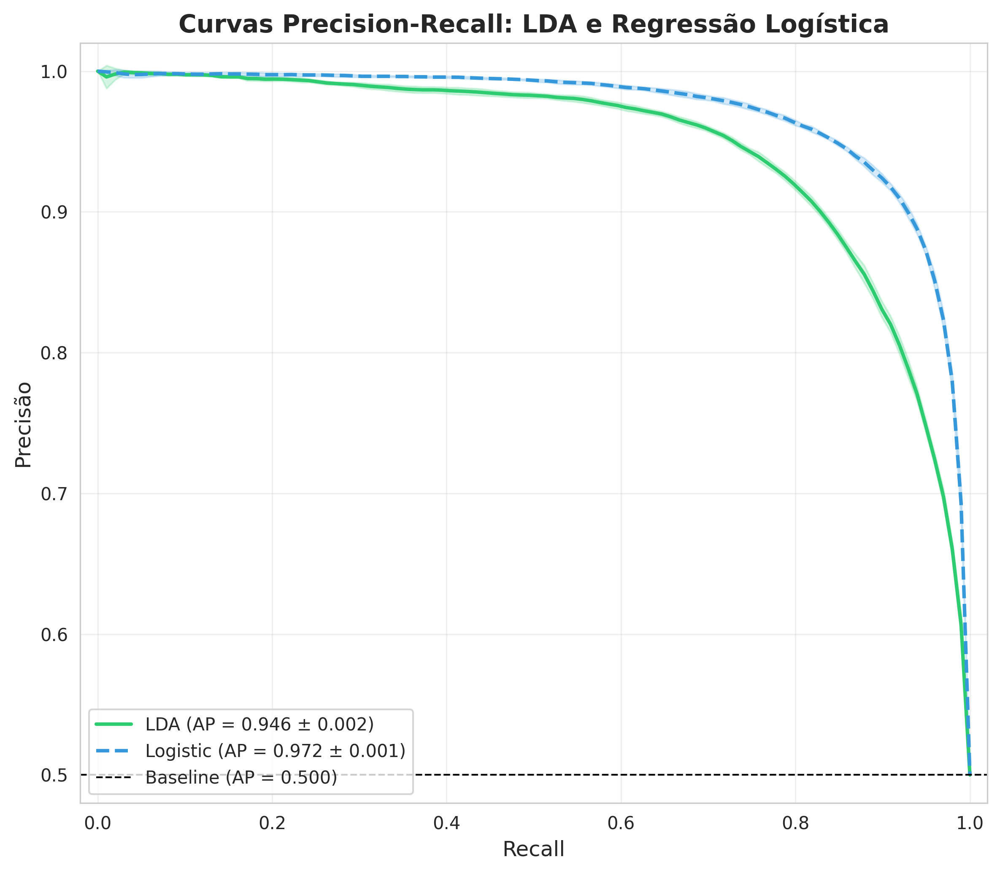 Curvas Precision-Recall: LDA e Regressão Logística
1.0
0.9
0.8
0.7
0.6
0.5
Precisão
LDA (AP = 0.946 ± 0.002)
Logistic (AP = 0.972 ± 0.001)
Baseline (AP = 0.500)
0.0 0.2 0.4 0.6 0.8 1.0
Recall